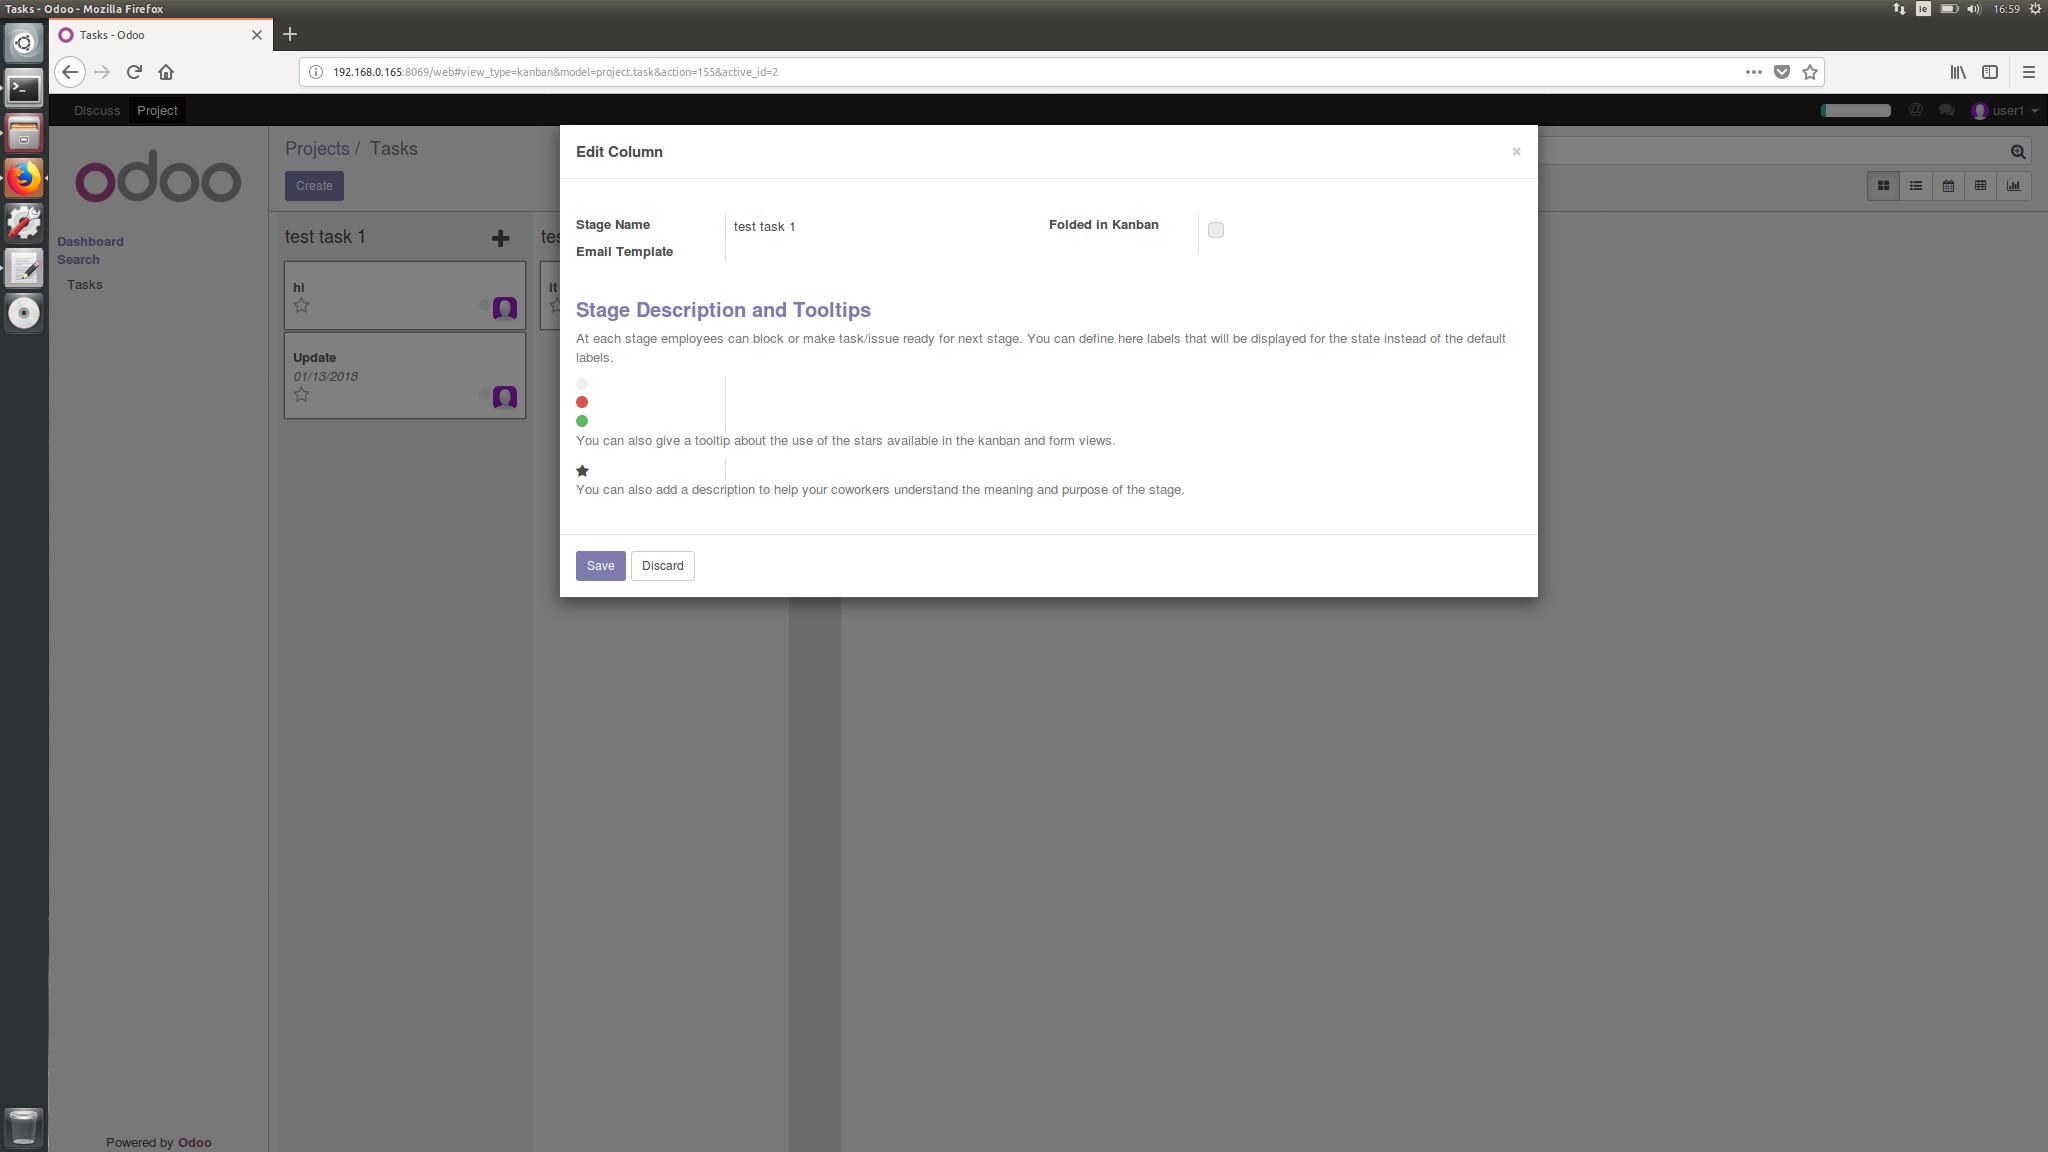 Tasks - Odoo - Mozilla Firefox
Ie
16:59
Tasks - Odoo
192.168.0.165:8069/web#view_type=kanban&model=project.task&action=155&active_id=2
Discuss
Project
@
user1
odoo
Dashboard
Search
Tasks
Projects / Tasks
Create
test task 1
tes
hi
it
Update
01/13/2018
Edit Column
×
Stage Name
test task 1
Folded in Kanban
Email Template
Stage Description and Tooltips
At each stage employees can block or make task/issue ready for next stage. You can define here labels that will be displayed for the state instead of the default
labels.
You can also give a tooltip about the use of the stars available in the kanban and form views.
You can also add a description to help your coworkers understand the meaning and purpose of the stage.
Save
Discard
Powered by Odoo